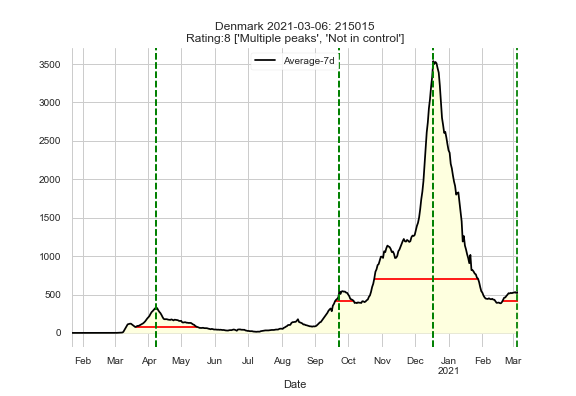 Denmark 2021-03-06: 215015
Rating:8 ['Multiple peaks', 'Not in control']
Average-7d
3500
3000
2500
2000
1500
1000
500
0
Feb Mar Apr May Jun Jul Aug Sep Oct Nov Dec Jan Feb Mar
2021
Date